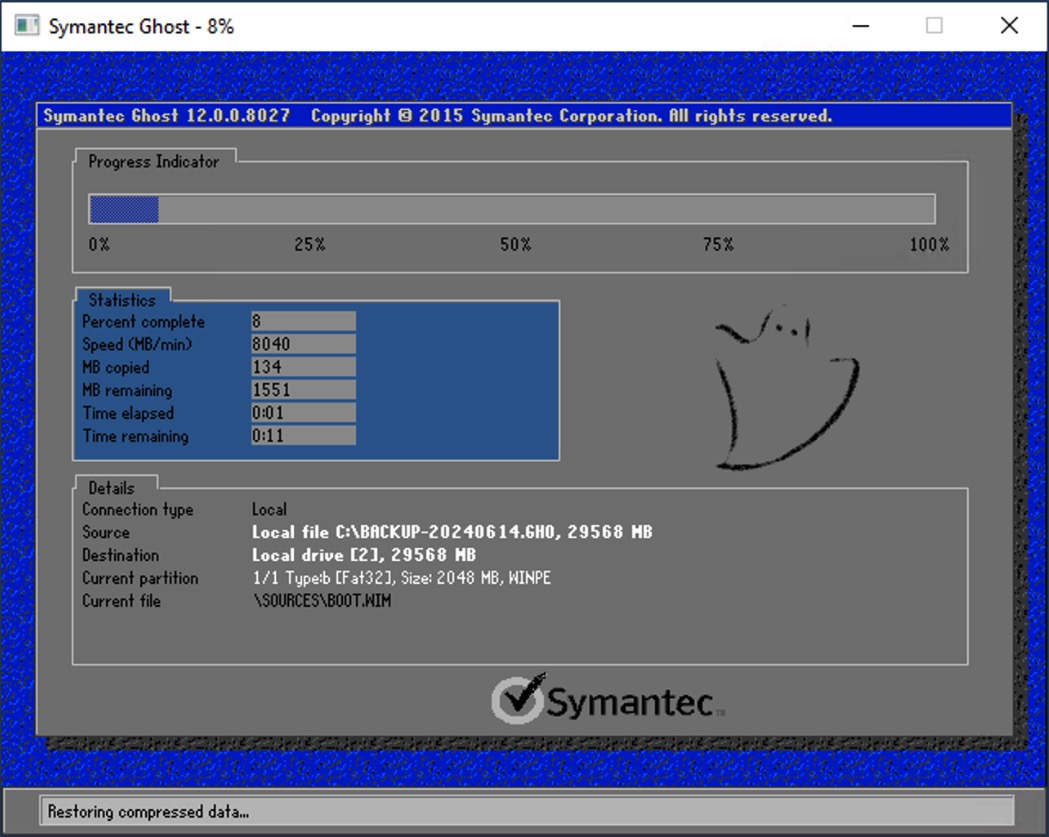 Symantec Ghost - 8%
Symantec Ghost 12.0.0.8027 Copyright © 2015 Symantec Corporation. All rights reserved.
Progress Indicator
0% 25% 50% 75% 100%
Statistics
Percent complete 8
Speed (MB/min) 8040
MB copied 134
MB remaining 1551
Time elapsed 0:01
Time remaining 0:11
Details
Connection type Local
Source Local file C:\BACKUP-20240614.GHO, 29568 MB
Destination Local drive [2], 29568 MB
Current partition 1/1 Type:b [Fat32], Size: 2048 MB, WINPE
Current file \SOURCES\BOOT.WIM
Symantec™
Restoring compressed data...